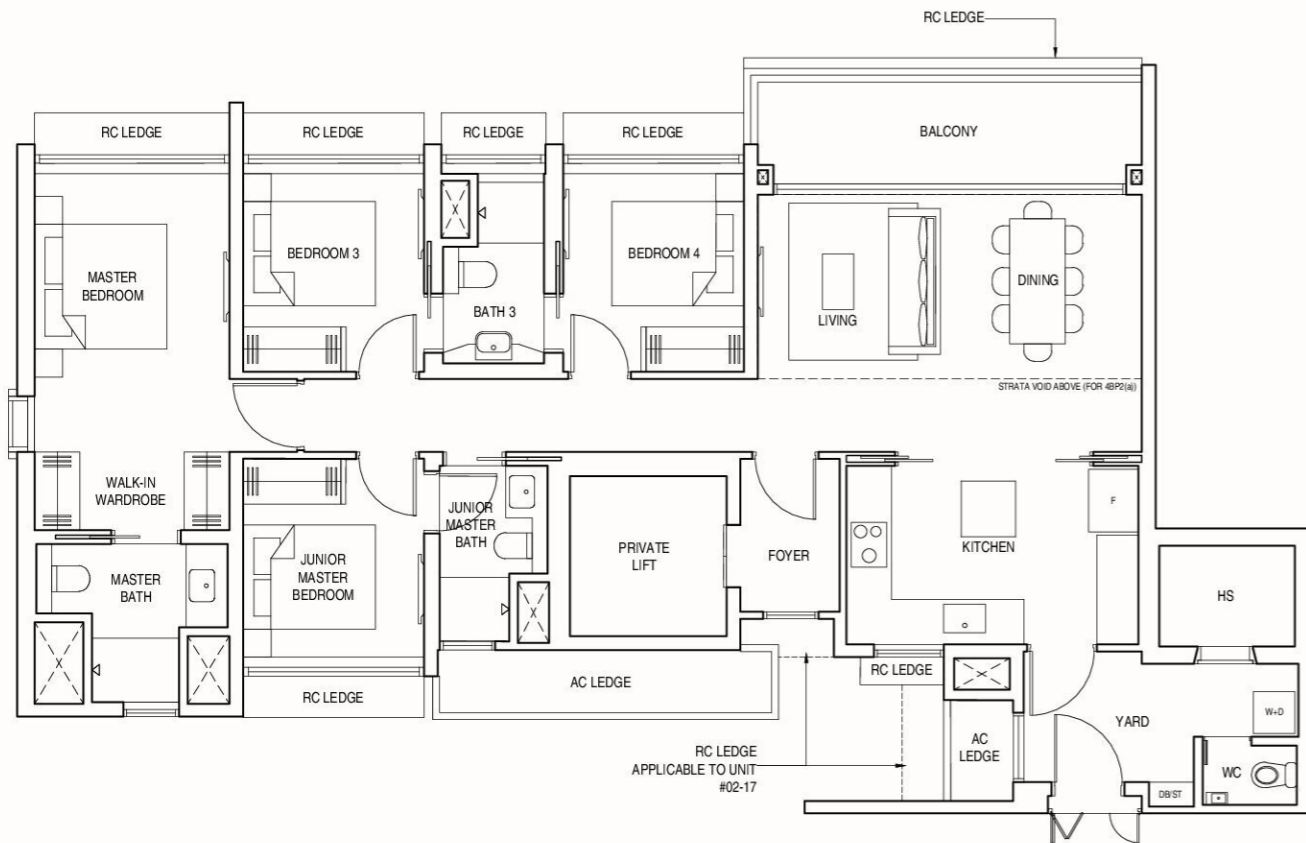 RC LEDGE
RC LEDGE
RC LEDGE
RC LEDGE
RC LEDGE
BALCONY
MASTER
BEDROOM
BEDROOM 3
BATH 3
BEDROOM 4
LIVING
DINING
STRATA VOID ABOVE (FOR 4BP2(a))
WALK-IN
WARDROBE
MASTER
BATH
JUNIOR
MASTER
BEDROOM
JUNIOR
MASTER
BATH
PRIVATE
LIFT
FOYER
KITCHEN
F
HS
RC LEDGE
AC LEDGE
RC LEDGE
RC LEDGE
APPLICABLE TO UNIT
#02-17
AC
LEDGE
YARD
W+D
WC
DB/ST